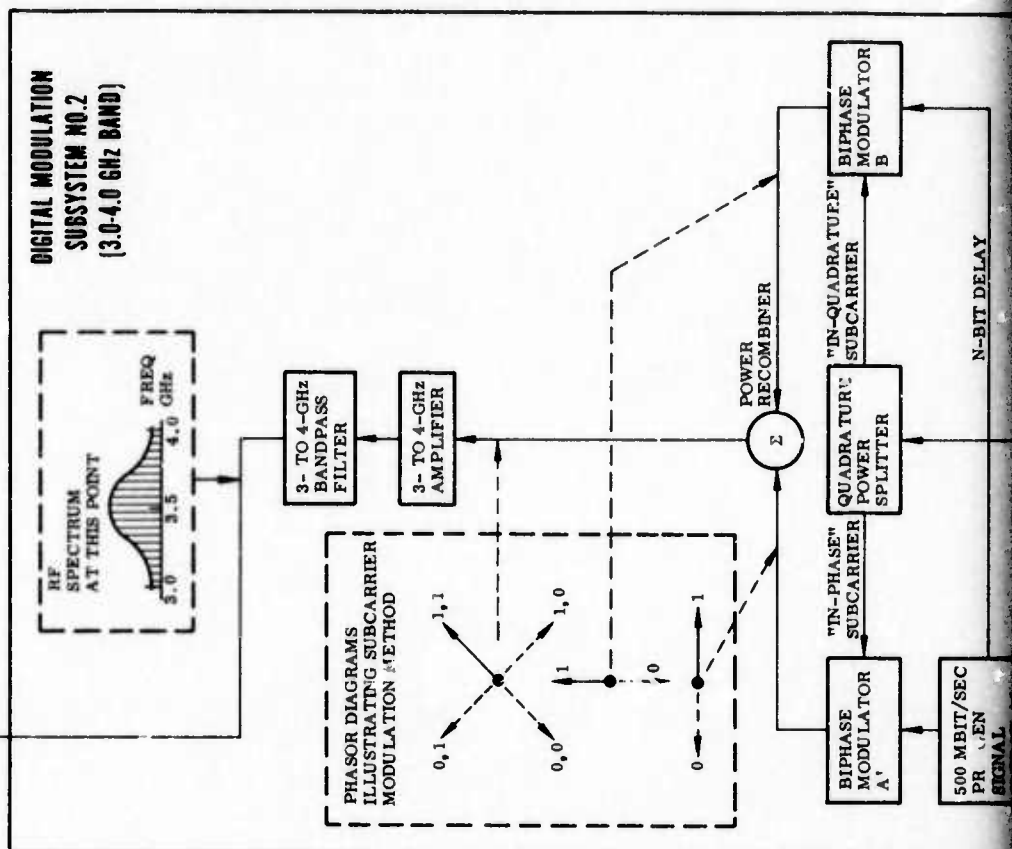 DIGITAL MODULATION
SUBSYSTEM NO.2
[3.0-4.0 GHz BAND]
RF
SPECTRUM
AT THIS POINT
3.0
3.5
4.0
FREQ
GHz
3- TO 4-GHz
BANDPASS
FILTER
3- TO 4-GHz
AMPLIFIER
PHASOR DIAGRAMS
ILLUSTRATING SUBCARRIER
MODULATION METHOD
0,1
1,1
0,0
1,0
1
0
0
1
POWER
RECOMBINER
Σ
BIPHASE
MODULATOR
A'
"IN-PHASE"
SUBCARRIER
QUADRATURE
POWER
SPLITTER
"IN-QUADRATURE"
SUBCARRIER
BIPHASE
MODULATOR
B
500 MBIT/SEC
SIGNAL
N-BIT DELAY